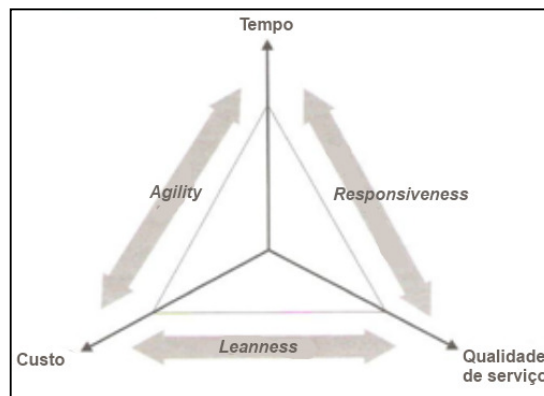 Tempo
Agility
Responsiveness
Custo
Leanness
Qualidade
de serviço